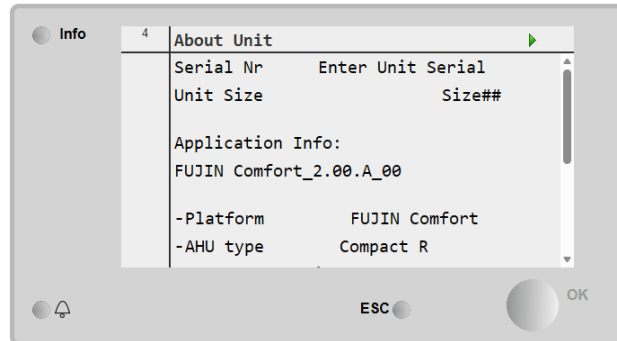 Info
4 About Unit
Serial Nr Enter Unit Serial
Unit Size Size##
Application Info:
FUJIN Comfort_2.00.A_00
-Platform FUJIN Comfort
-AHU type Compact R
ESC
OK